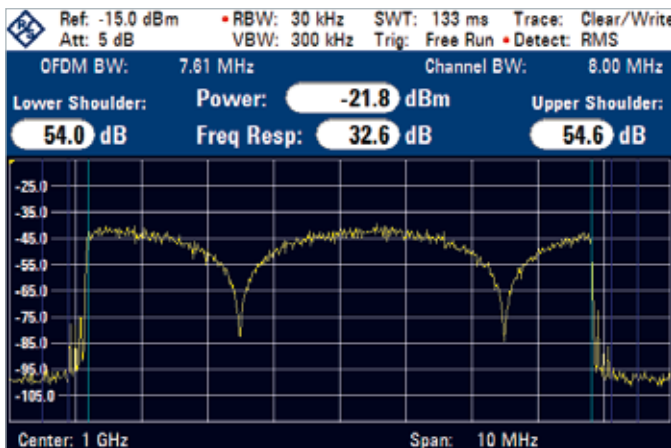 Ref: -15.0 dBm • RBW: 30 kHz SWT: 133 ms Trace: Clear/Write
Att: 5 dB VBW: 300 kHz Trig: Free Run • Detect: RMS
OFDM BW: 7.61 MHz Channel BW: 8.00 MHz
Lower Shoulder: Power: -21.8 dBm Upper Shoulder:
54.0 dB Freq Resp: 32.6 dB 54.6 dB
-25.0
-35.0
-45.0
-55.0
-65.0
-75.0
-85.0
-95.0
-105.0
Center: 1 GHz Span: 10 MHz